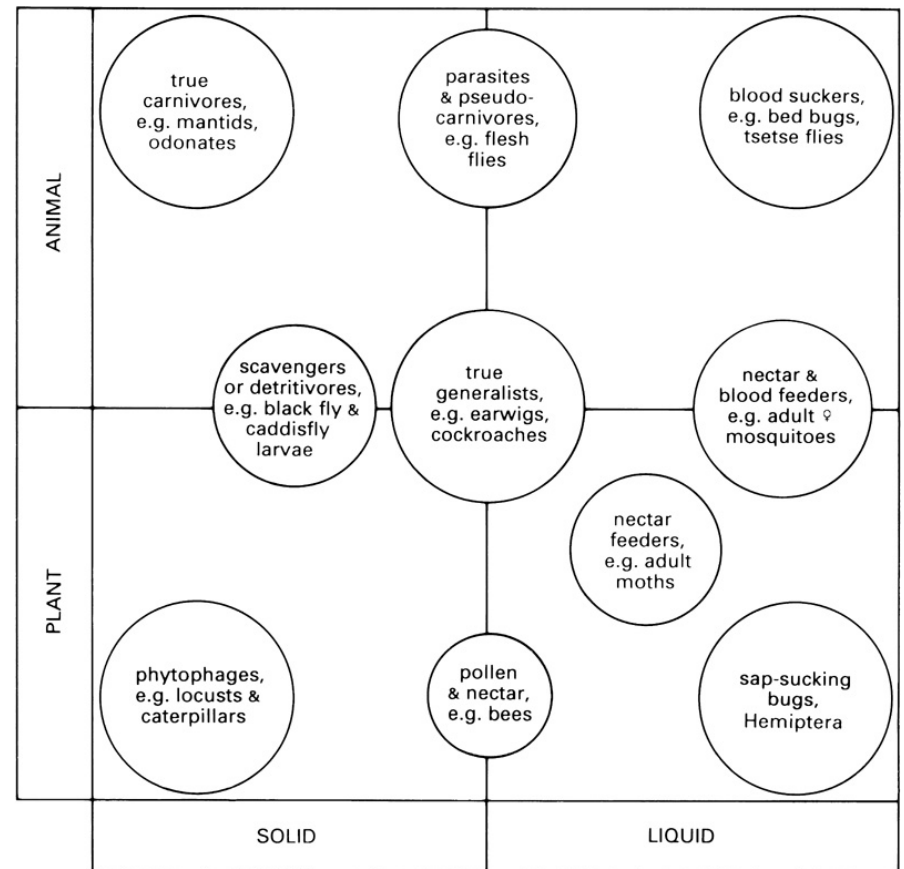 true
carnivores,
e.g. mantids,
odonates
parasites
& pseudo-
carnivores,
e.g. flesh
flies
blood suckers,
e.g. bed bugs,
tsetse flies
ANIMAL
scavengers
or detritivores,
e.g. black fly &
caddisfly
larvae
true
generalists,
e.g. earwigs,
cockroaches
nectar &
blood feeders,
e.g. adult ♀
mosquitoes
nectar
feeders,
e.g. adult
moths
PLANT
phytophages,
e.g. locusts &
caterpillars
pollen
& nectar,
e.g. bees
sap-sucking
bugs,
Hemiptera
SOLID
LIQUID